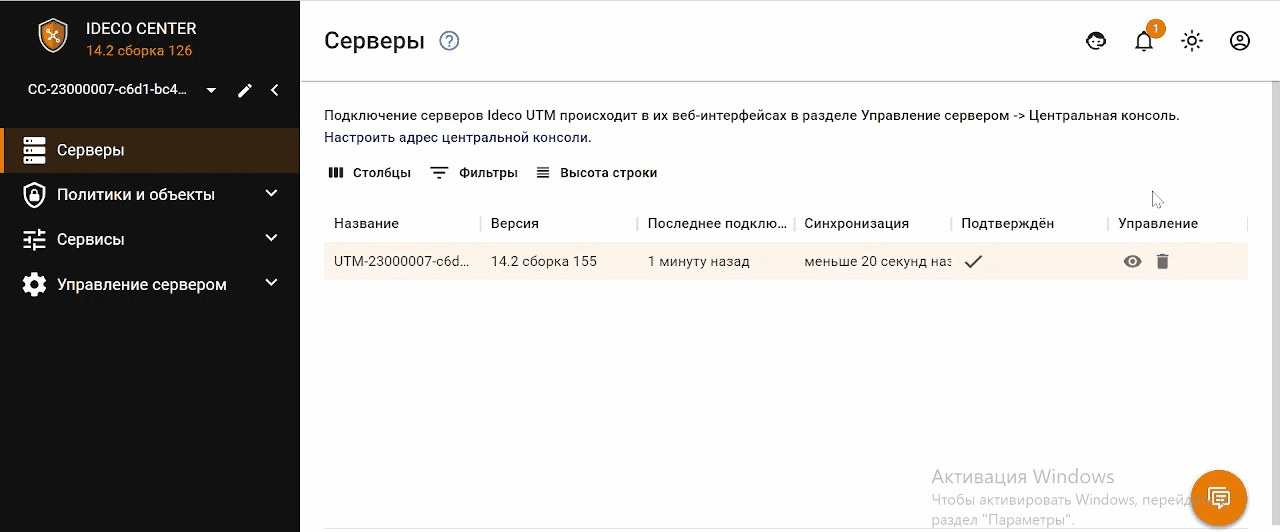 IDECO CENTER
14.2 сборка 126
CC-23000007-c6d1-bc4...
Серверы
Политики и объекты
Сервисы
Управление сервером
Серверы
1
Подключение серверов Ideco UTM происходит в их веб-интерфейсах в разделе Управление сервером -> Центральная консоль.
Настроить адрес центральной консоли.
Столбцы Фильтры Высота строки
Название Версия Последнее подклю... Синхронизация Подтверждён Управление
UTM-23000007-c6d... 14.2 сборка 155 1 минуту назад меньше 20 секунд наз
Активация Windows
Чтобы активировать Windows, перейдите в
раздел "Параметры".